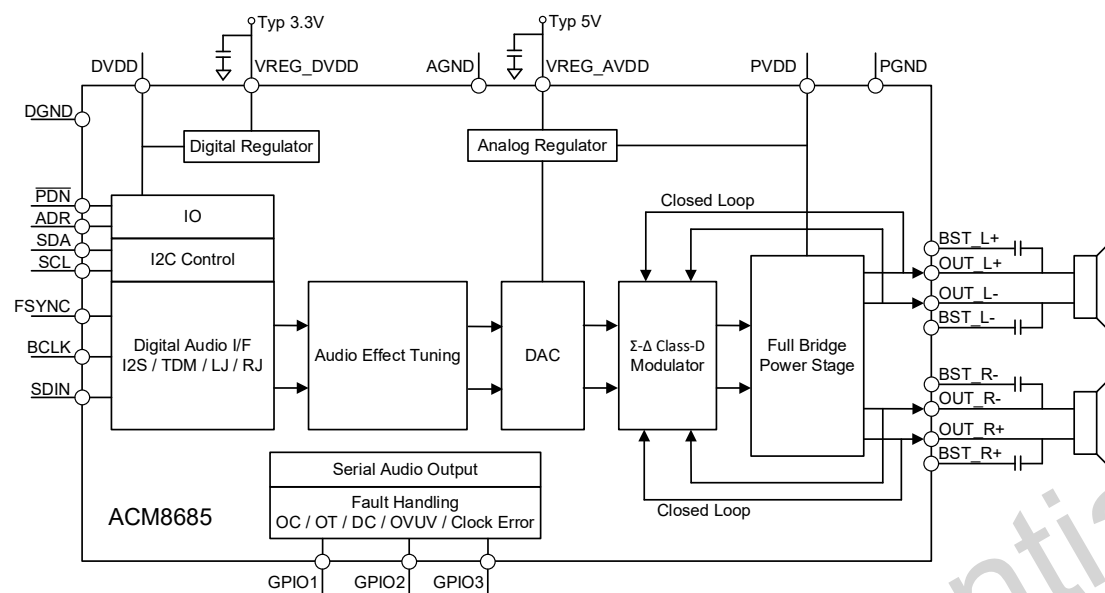 Typ 3.3V
Typ 5V
DVDD
VREG_DVDD
AGND
VREG_AVDD
PVDD
PGND
DGND
Digital Regulator
Analog Regulator
PDN
ADR
SDA
SCL
FSYNC
BCLK
SDIN
IO
I2C Control
Digital Audio I/F
I2S / TDM / LJ / RJ
Audio Effect Tuning
DAC
Closed Loop
Σ-Δ Class-D
Modulator
Full Bridge
Power Stage
BST_L+
OUT_L+
OUT_L-
BST_L-
BST_R-
OUT_R-
OUT_R+
BST_R+
Closed Loop
Serial Audio Output
Fault Handling
OC / OT / DC / OVUV / Clock Error
ACM8685
GPIO1
GPIO2
GPIO3